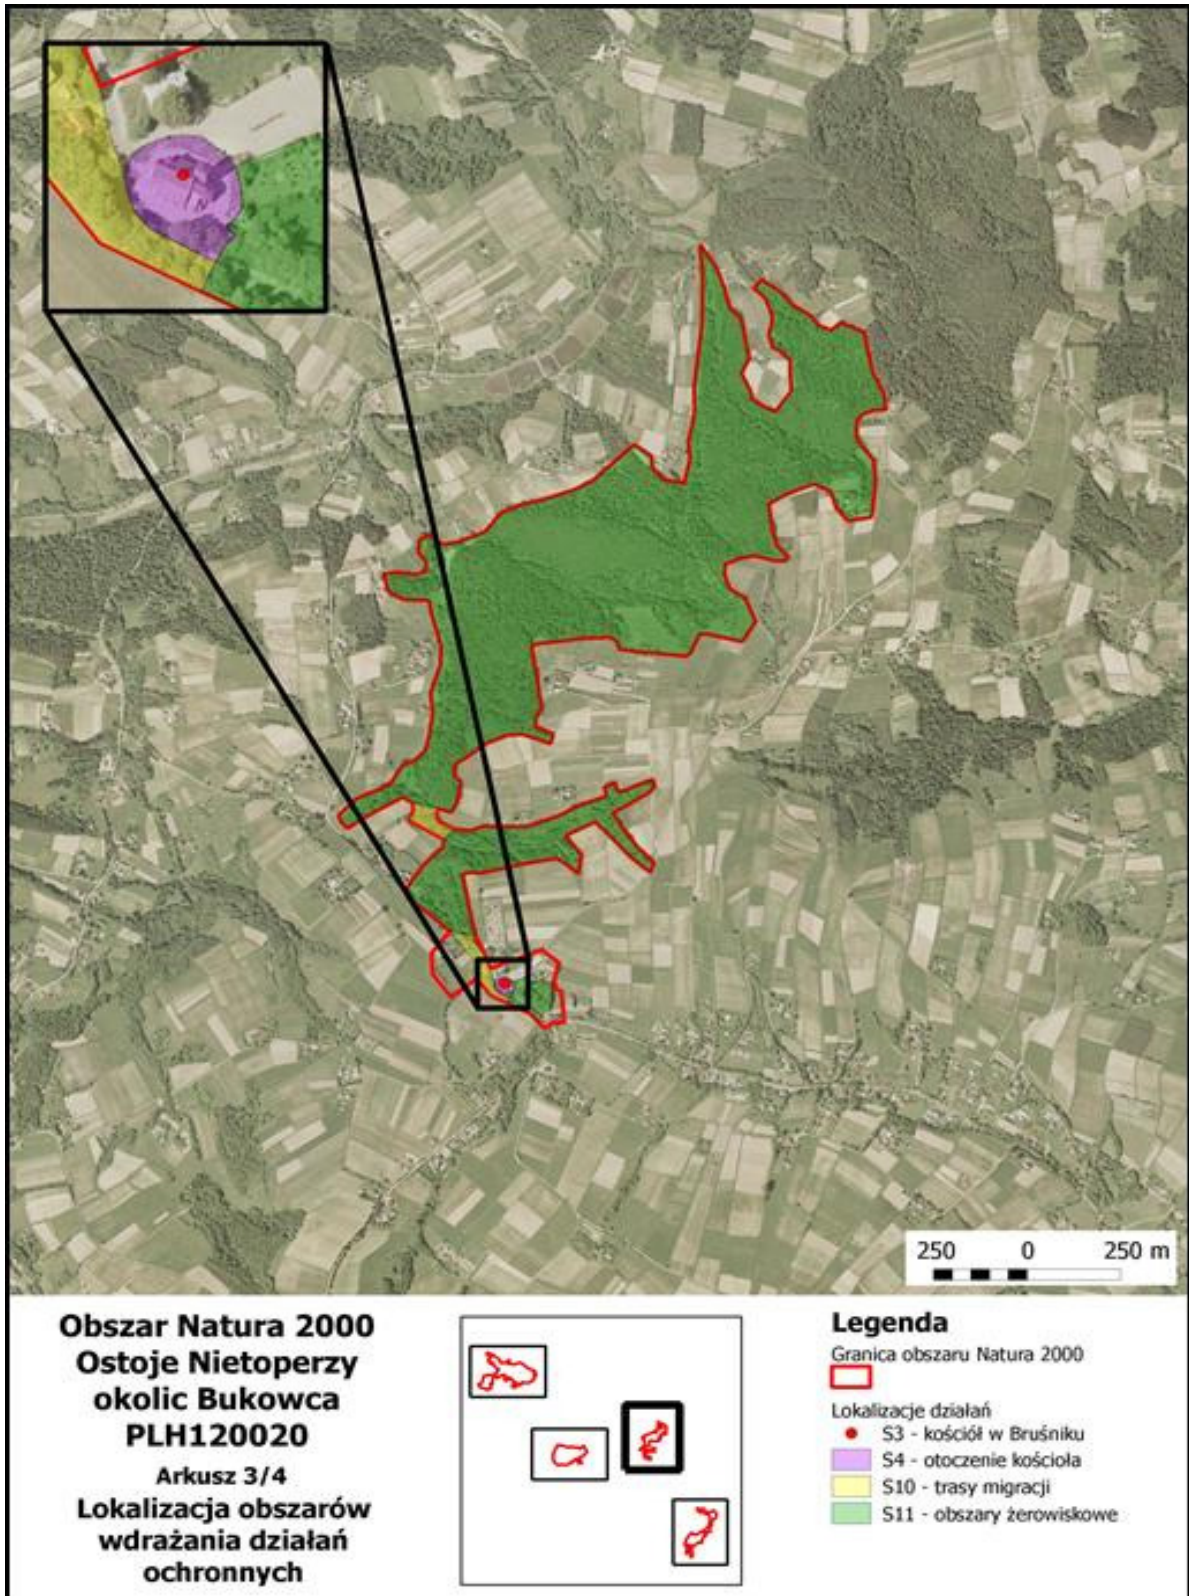 250 0 250 m
Obszar Natura 2000
Ostoje Nietoperzy
okolic Bukowca
PLH120020
Arkusz 3/4
Lokalizacja obszarów
wdrażania działań
ochronnych
Legenda
Granica obszaru Natura 2000
Lokalizacje działań
S3 - kościół w Bruśniku
S4 - otoczenie kościoła
S10 - trasy migracji
S11 - obszary żerowiskowe